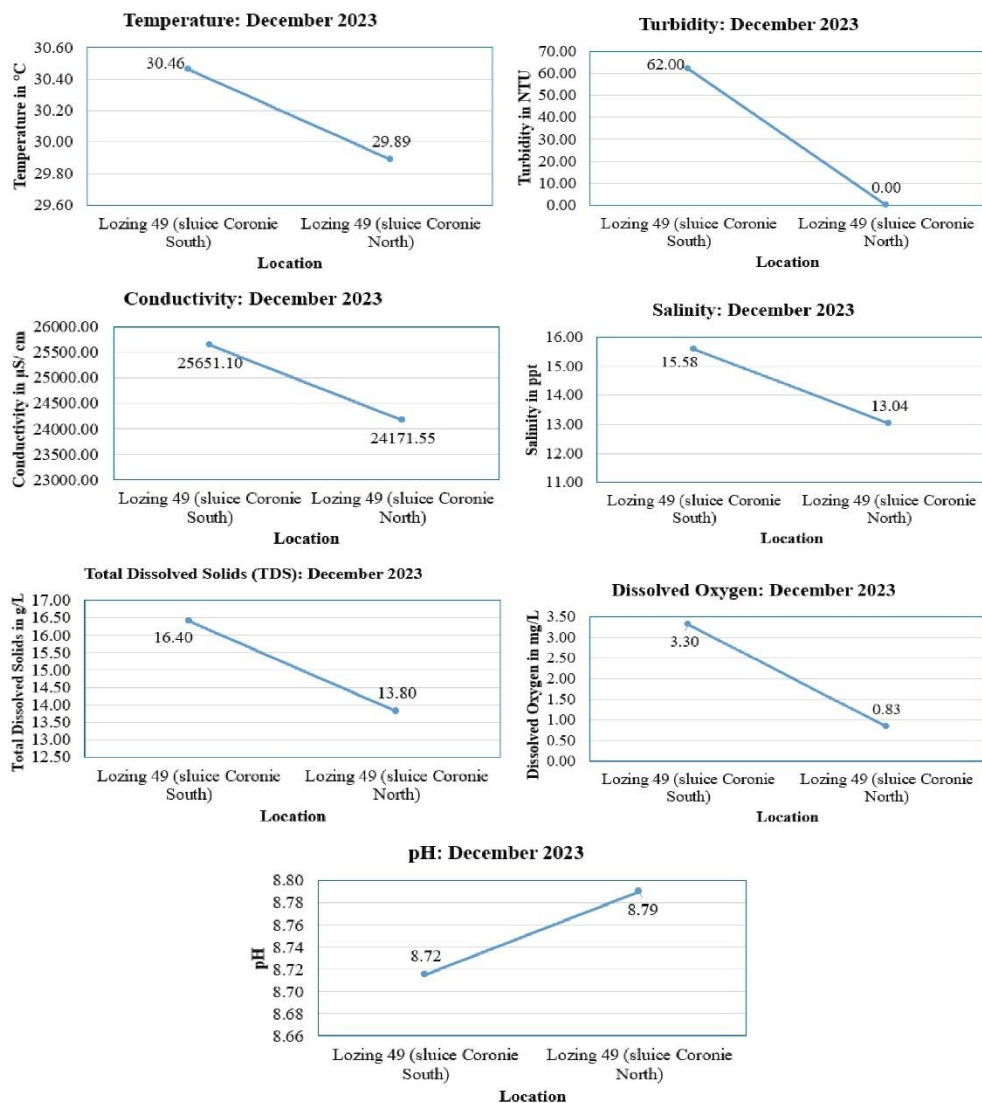 Temperature: December 2023
Temperature in °C
30.60
30.40
30.20
30.00
29.80
29.60
30.46
29.89
Lozing 49 (sluice Coronie
South)
Lozing 49 (sluice Coronie
North)
Location
Turbidity: December 2023
Turbidity in NTU
70.00
60.00
50.00
40.00
30.00
20.00
10.00
0.00
62.00
0.00
Lozing 49 (sluice Coronie
South)
Lozing 49 (sluice Coronie
North)
Location
Conductivity: December 2023
Conductivity in µS/ cm
26000.00
25500.00
25000.00
24500.00
24000.00
23500.00
23000.00
25651.10
24171.55
Lozing 49 (sluice Coronie
South)
Lozing 49 (sluice Coronie
North)
Location
Salinity: December 2023
Salinity in ppt
16.00
15.00
14.00
13.00
12.00
11.00
15.58
13.04
Lozing 49 (sluice Coronie
South)
Lozing 49 (sluice Coronie
North)
Location
Total Dissolved Solids (TDS): December 2023
Total Dissolved Solids in g/L
17.00
16.50
16.00
15.50
15.00
14.50
14.00
13.50
13.00
12.50
16.40
13.80
Lozing 49 (sluice Coronie
South)
Lozing 49 (sluice Coronie
North)
Location
Dissolved Oxygen: December 2023
Dissolved Oxygen in mg/L
3.50
3.00
2.50
2.00
1.50
1.00
0.50
0.00
3.30
0.83
Lozing 49 (sluice Coronie
South)
Lozing 49 (sluice Coronie
North)
Location
pH: December 2023
pH
8.80
8.78
8.76
8.74
8.72
8.70
8.68
8.66
8.72
8.79
Lozing 49 (sluice Coronie
South)
Lozing 49 (sluice Coronie
North)
Location